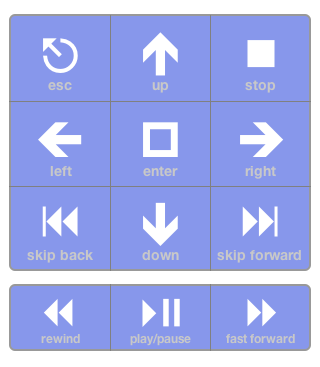 esc
up
stop
left
enter
right
skip back
down
skip forward
rewind
play/pause
fast forward